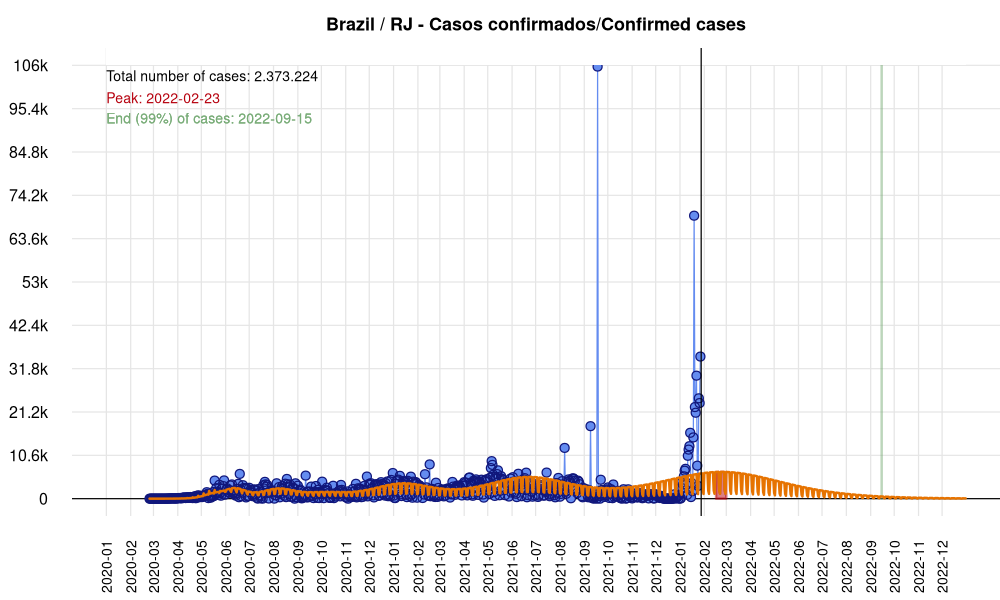 Brazil / RJ - Casos confirmados/Confirmed cases
Total number of cases: 2.373.224
Peak: 2022-02-23
End (99%) of cases: 2022-09-15
106k
95.4k
84.8k
74.2k
63.6k
53k
42.4k
31.8k
21.2k
10.6k
0
2020-01
2020-02
2020-03
2020-04
2020-05
2020-06
2020-07
2020-08
2020-09
2020-10
2020-11
2020-12
2021-01
2021-02
2021-03
2021-04
2021-05
2021-06
2021-07
2021-08
2021-09
2021-10
2021-11
2021-12
2022-01
2022-02
2022-03
2022-04
2022-05
2022-06
2022-07
2022-08
2022-09
2022-10
2022-11
2022-12